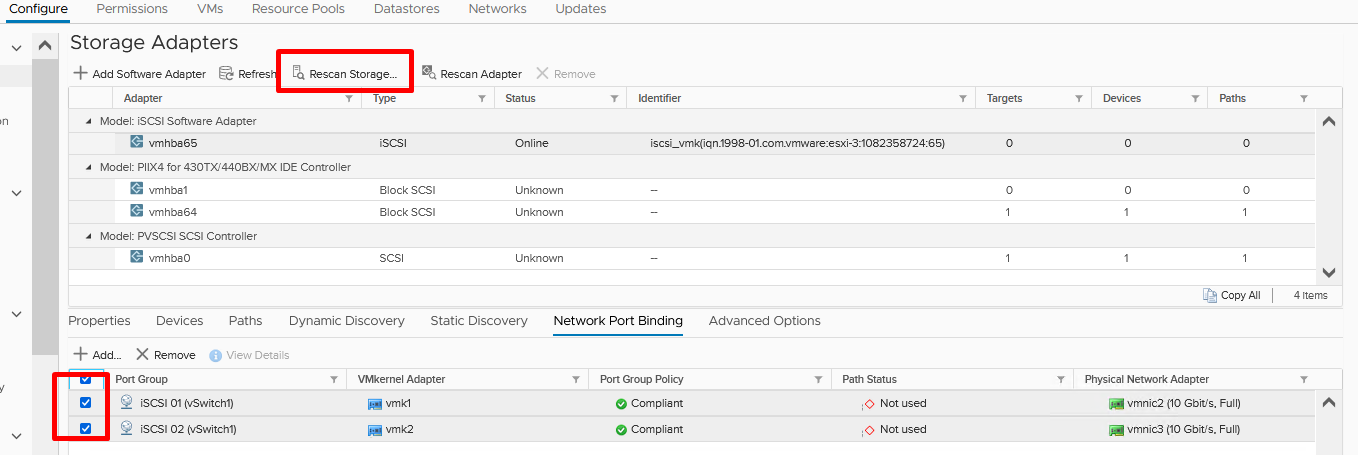 Configure Permissions VMs Resource Pools Datastores Networks Updates
Storage Adapters
Add Software Adapter Refresh Rescan Storage... Rescan Adapter Remove
Adapter Type Status Identifier Targets Devices Paths
Model: iSCSI Software Adapter
vmhba65 iSCSI Online iscsi_vmk(iqn.1998-01.com.vmware:esxi-3:1082358724:65) 0 0 0
Model: PIIX4 for 430TX/440BX/MX IDE Controller
vmhba1 Block SCSI Unknown -- 0 0 0
vmhba64 Block SCSI Unknown -- 1 1 1
Model: PVSCSI SCSI Controller
vmhba0 SCSI Unknown -- 1 1 1
Copy All 4 items
Properties Devices Paths Dynamic Discovery Static Discovery Network Port Binding Advanced Options
Add... Remove View Details
Port Group VMkernel Adapter Port Group Policy Path Status Physical Network Adapter
iSCSI 01 (vSwitch1) vmk1 Compliant Not used vmnic2 (10 Gbit/s, Full)
iSCSI 02 (vSwitch1) vmk2 Compliant Not used vmnic3 (10 Gbit/s, Full)